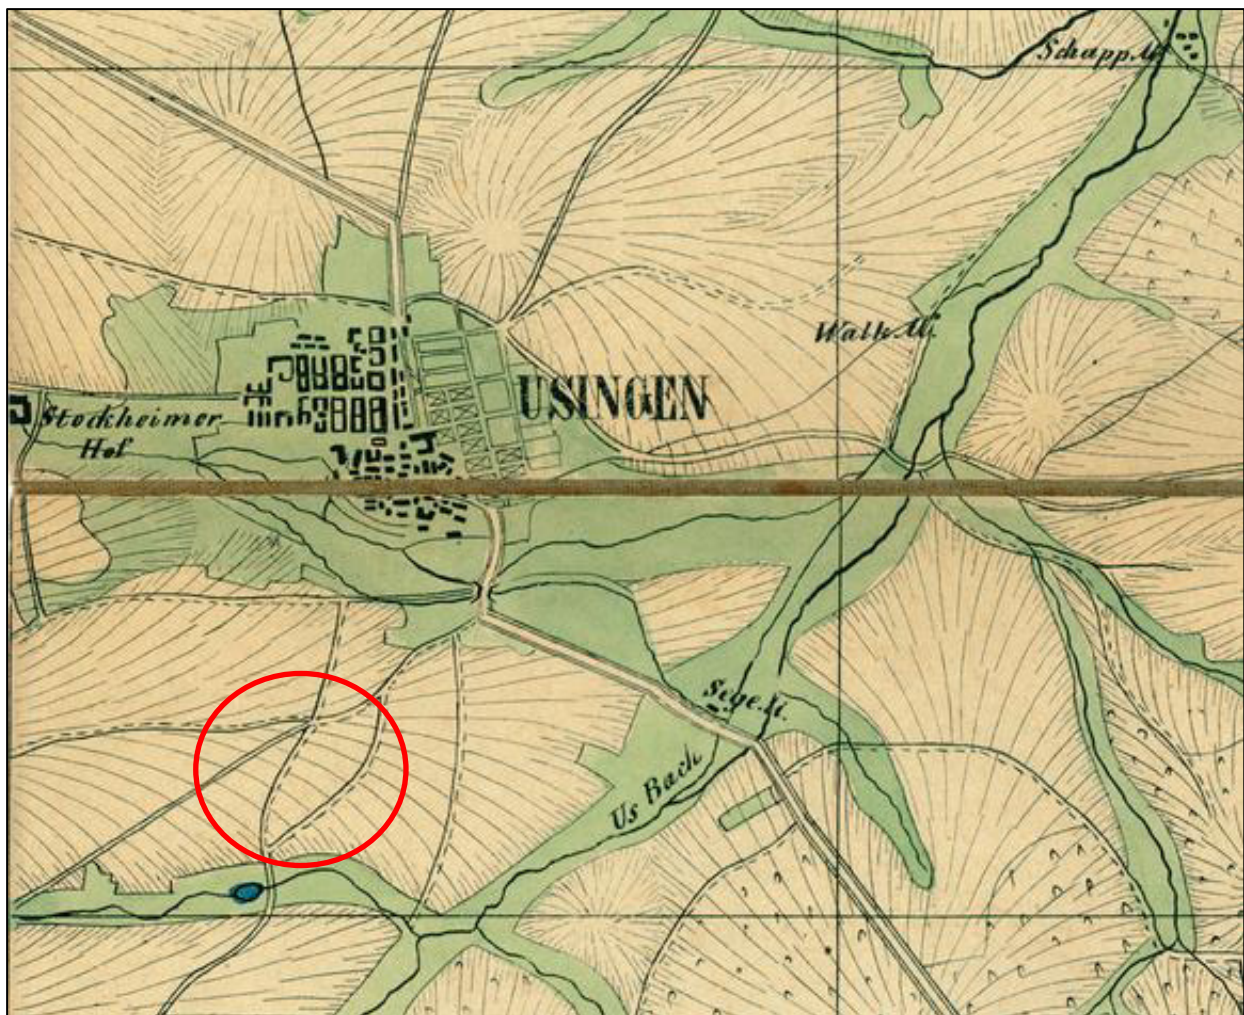 Schapp M.
Walk M.
USINGEN
Stockheimer
Hof
Sege M.
Us Bach